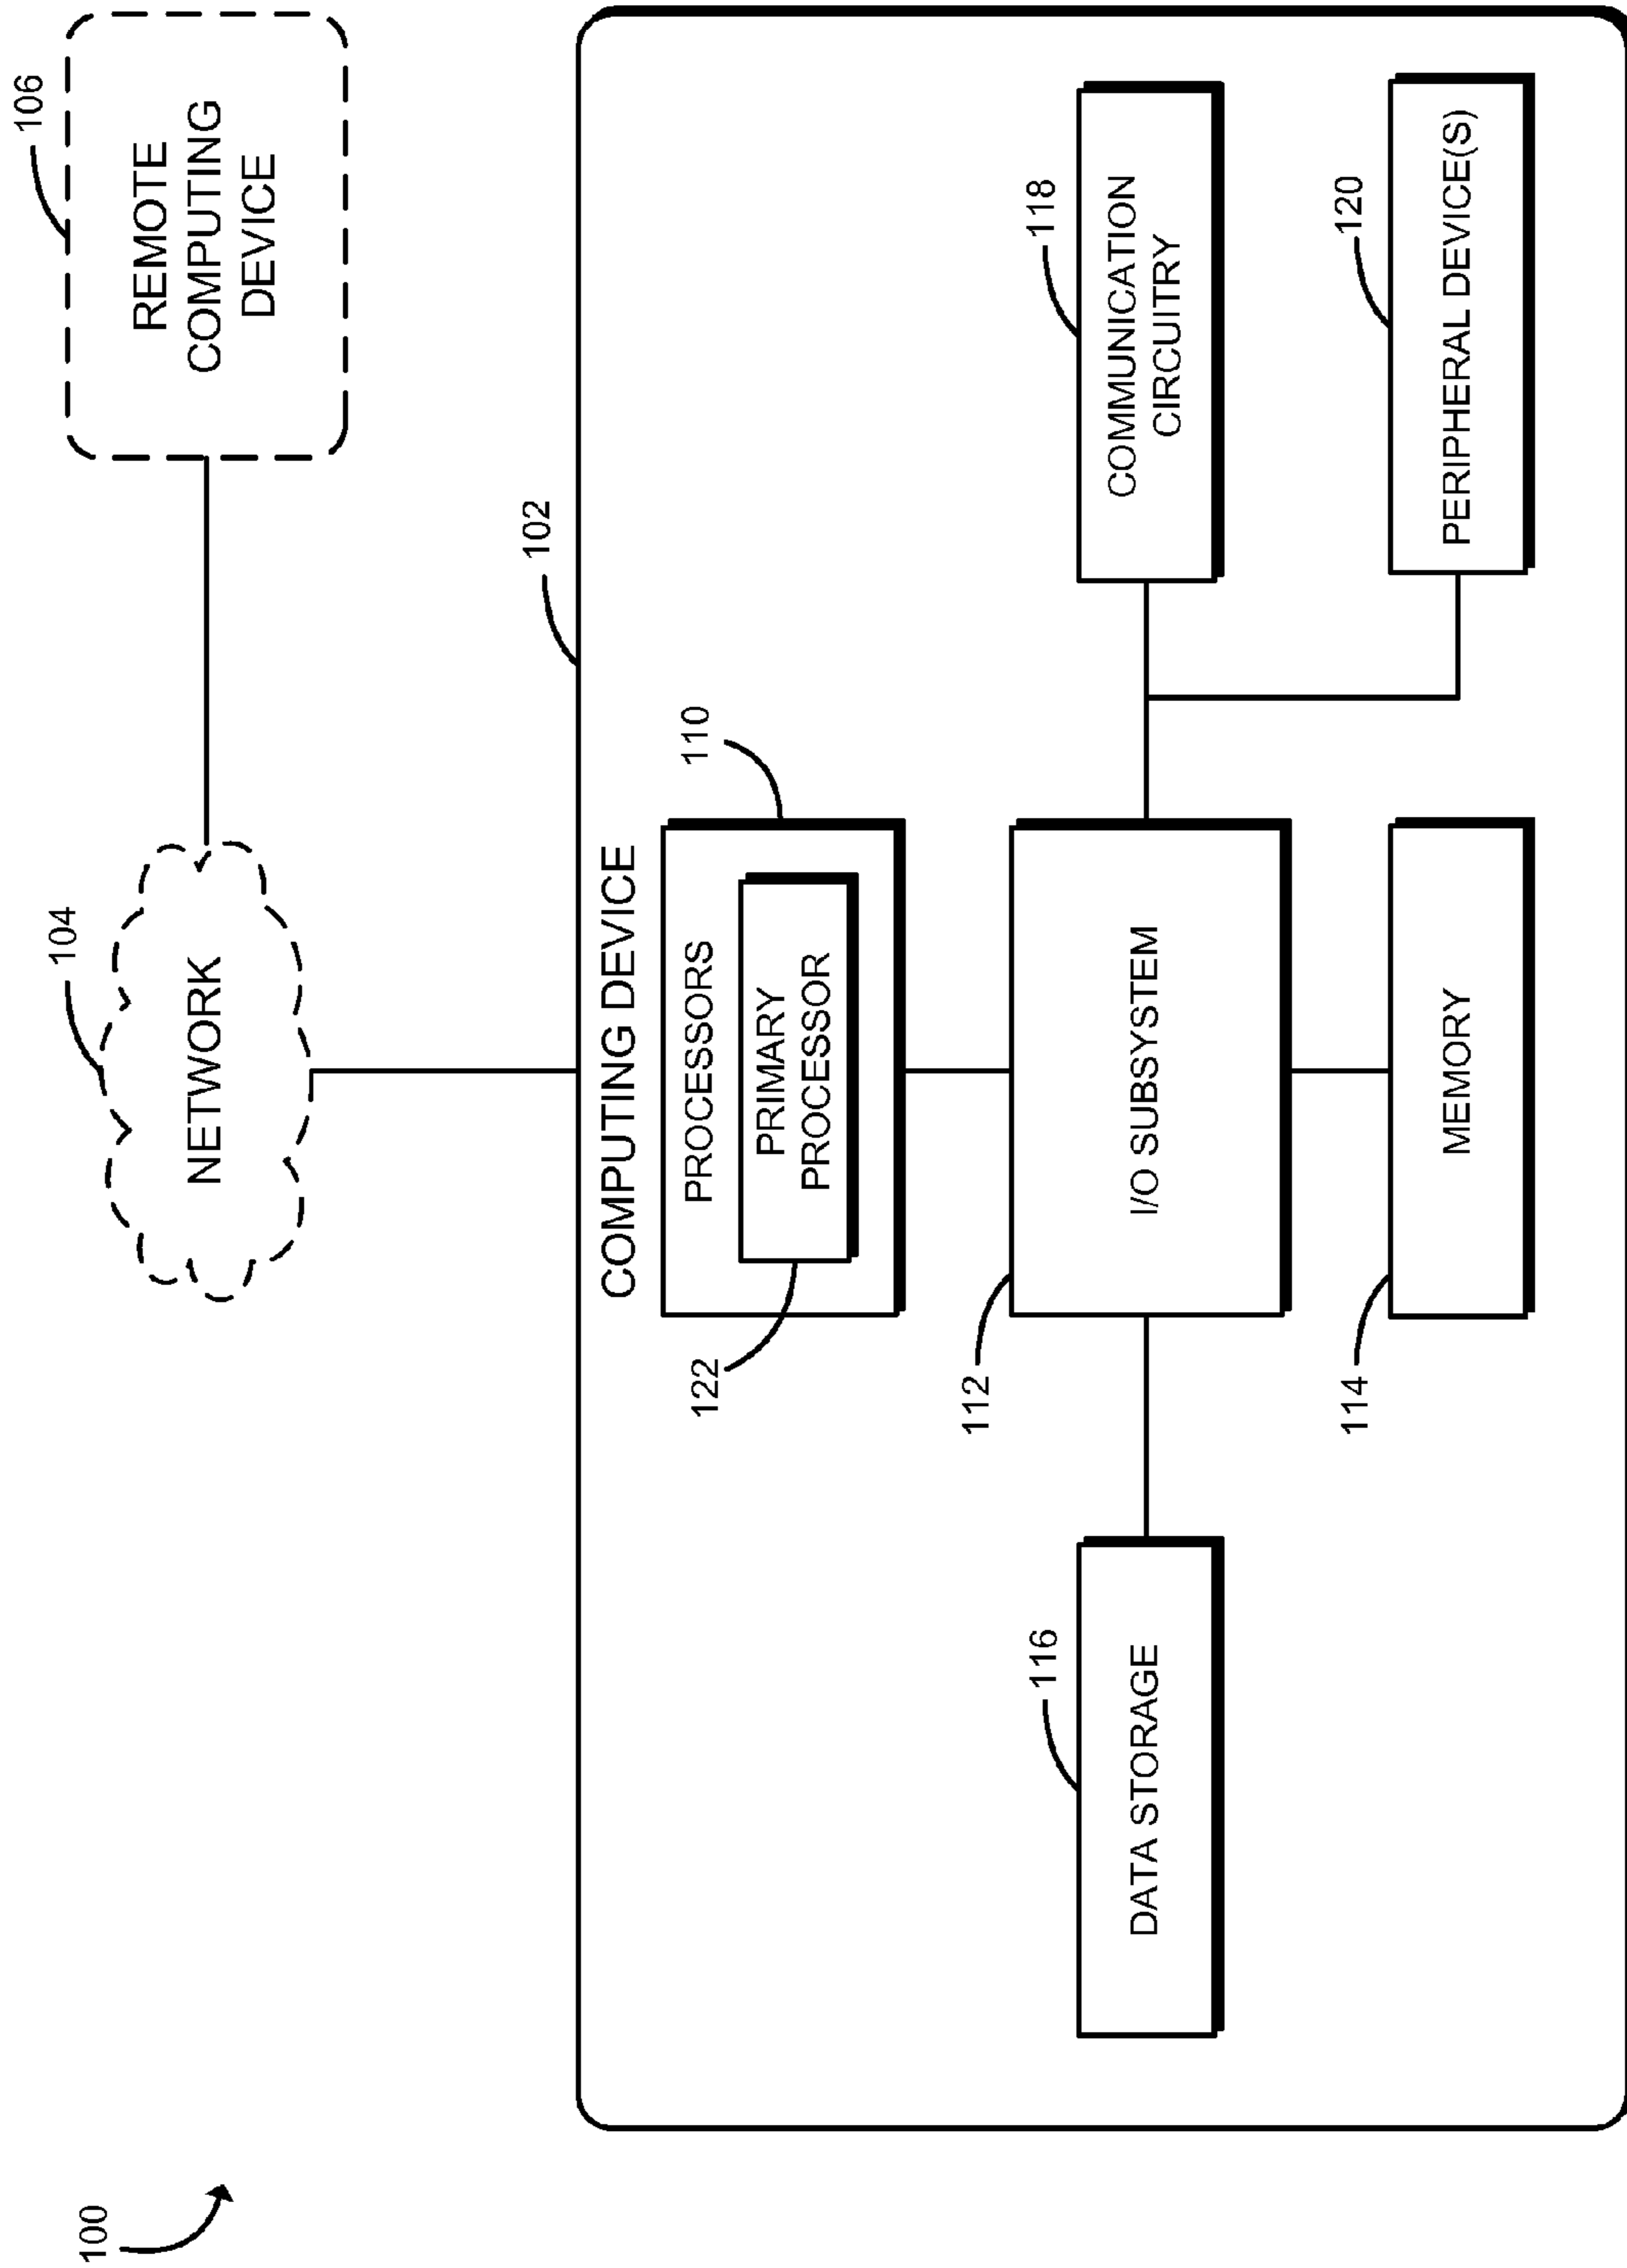 100
104
NETWORK
106
REMOTE
COMPUTING
DEVICE
102
COMPUTING DEVICE
110
PROCESSORS
122
PRIMARY
PROCESSOR
112
I/O SUBSYSTEM
116
DATA STORAGE
118
COMMUNICATION
CIRCUITRY
114
MEMORY
120
PERIPHERAL DEVICE(S)